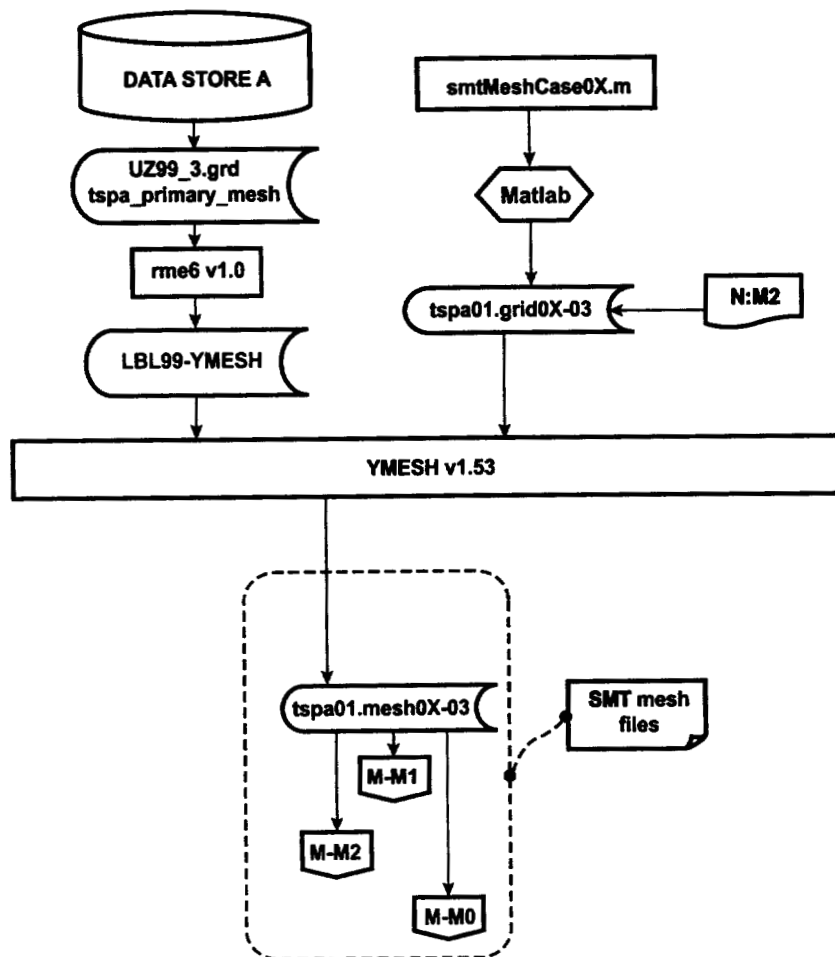 DATA STORE A
smtMeshCase0X.m
UZ99_3.grd
tspa_primary_mesh
Matlab
rme6 v1.0
tspa01.grid0X-03
N:M2
LBL99-YMESH
YMESH v1.53
tspa01.mesh0X-03
SMT mesh
files
M-M1
M-M2
M-M0